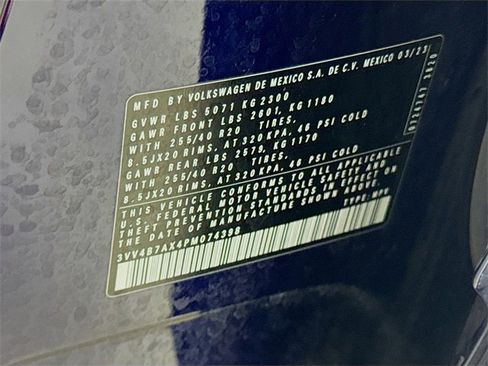 MFD BY VOLKSWAGEN DE MEXICO S.A. DE C.V. MEXICO 03/23
GVWR LBS 5071 KG 2300
GAWR FRONT LBS 2601, KG 1180
WITH 255/40 R20 TIRES,
8.5JX20 RIMS, AT 320 KPA, 46 PSI COLD
GAWR REAR LBS 2579, KG 1170
WITH 255/40 R20 TIRES,
8.5JX20 RIMS, AT 320 KPA, 46 PSI COLD
THIS VEHICLE CONFORMS TO ALL APPLICABLE
U.S. FEDERAL MOTOR VEHICLE SAFETY AND
THEFT PREVENTION STANDARDS IN EFFECT ON
THE DATE OF MANUFACTURE SHOWN ABOVE.
3VV4B7AX4PM074398 TYPE: